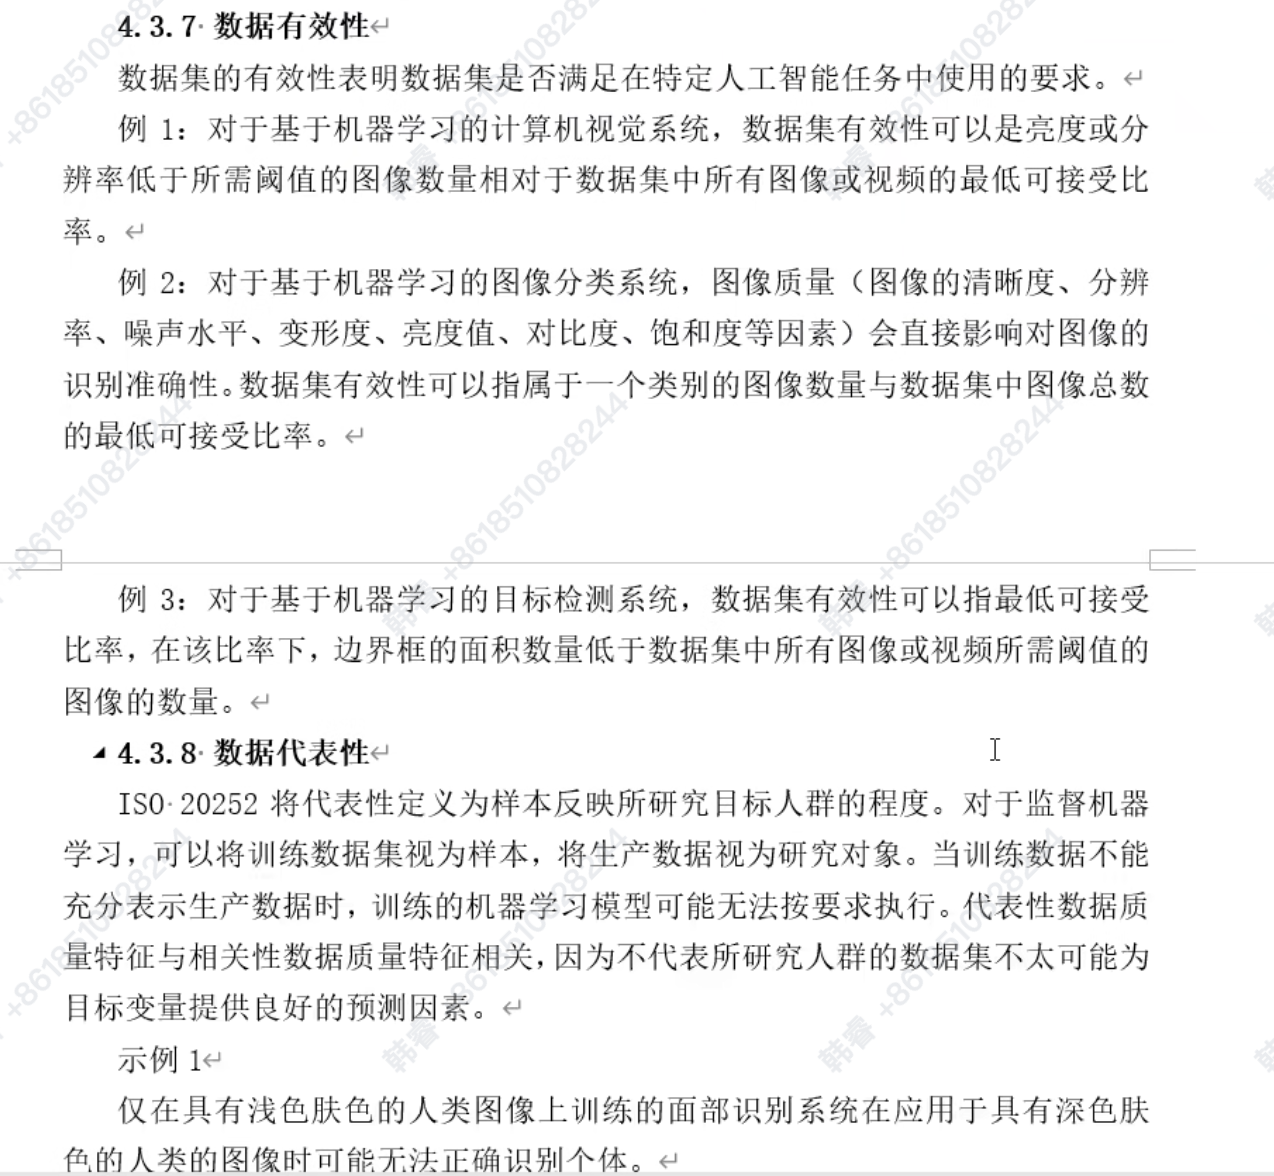 4.3.7 数据有效性
数据集的有效性表明数据集是否满足在特定人工智能任务中使用的要求。
例 1：对于基于机器学习的计算机视觉系统，数据集有效性可以是亮度或分
辨率低于所需阈值的图像数量相对于数据集中所有图像或视频的最低可接受比
率。
例 2：对于基于机器学习的图像分类系统，图像质量（图像的清晰度、分辨
率、噪声水平、变形度、亮度值、对比度、饱和度等因素）会直接影响对图像的
识别准确性。数据集有效性可以指属于一个类别的图像数量与数据集中图像总数
的最低可接受比率。
例 3：对于基于机器学习的目标检测系统，数据集有效性可以指最低可接受
比率，在该比率下，边界框的面积数量低于数据集中所有图像或视频所需阈值的
图像的数量。
4.3.8 数据代表性
ISO 20252 将代表性定义为样本反映所研究目标人群的程度。对于监督机器
学习，可以将训练数据集视为样本，将生产数据视为研究对象。当训练数据不能
充分表示生产数据时，训练的机器学习模型可能无法按要求执行。代表性数据质
量特征与相关性数据质量特征相关，因为不代表所研究人群的数据集不太可能为
目标变量提供良好的预测因素。
示例 1
仅在具有浅色肤色的人类图像上训练的面部识别系统在应用于具有深色肤
色的人类的图像时可能无法正确识别个体。
韩睿 +8618510828244